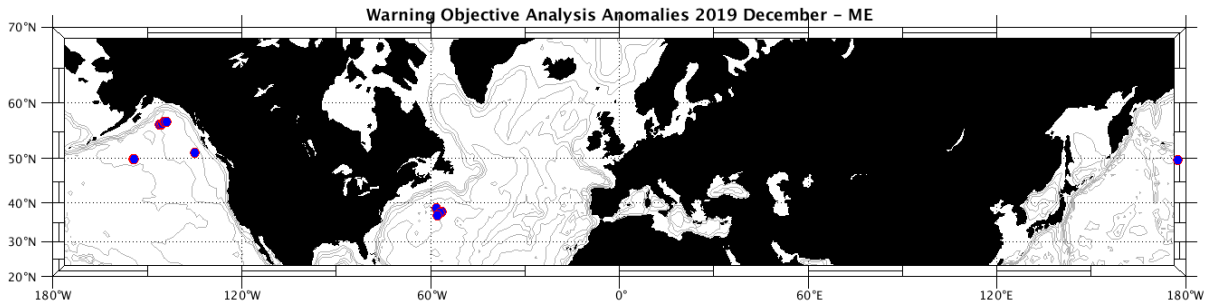 Warning Objective Analysis Anomalies 2019 December - ME
70°N
60°N
50°N
40°N
30°N
20°N
180°W 120°W 60°W 0° 60°E 120°E 180°W